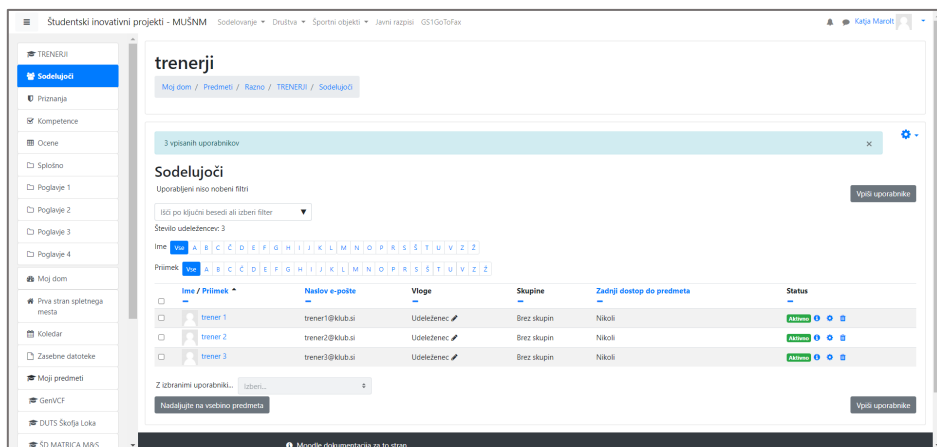 Študentski inovativni projekti - MUŠNM Sodelovanje Društva Športni objekti Javni razpisi GS1GoToFax Katja Marolt
TRENERJI
Sodelujoči
Priznanja
Kompetence
Ocene
Splošno
Poglavje 1
Poglavje 2
Poglavje 3
Poglavje 4
Moj dom
Prva stran spletnega
mesta
Koledar
Zasebne datoteke
Moji predmeti
GenVCF
DUTS Škofja Loka
ŠD MATRICA M&S
trenerji
Moj dom / Predmeti / Razno / TRENERJI / Sodelujoči
3 vpisanih uporabnikov ×
Sodelujoči
Uporabljeni niso nobeni filtri
Vpiši uporabnike
Išči po ključni besedi ali izberi filter ▼
Število udeležencev: 3
Ime Vse A B C Č D E F G H I J K L M N O P R S Š T U V Z Ž
Priimek Vse A B C Č D E F G H I J K L M N O P R S Š T U V Z Ž
Ime / Priimek Naslov e-pošte Vloge Skupine Zadnji dostop do predmeta Status
trener 1 trener1@klub.si Udeleženec Brez skupin Nikoli Aktivno
trener 2 trener2@klub.si Udeleženec Brez skupin Nikoli Aktivno
trener 3 trener3@klub.si Udeleženec Brez skupin Nikoli Aktivno
Z izbranimi uporabniki... Izberi...
Nadaljujte na vsebino predmeta Vpiši uporabnike
Moodle dokumentacija za to stran